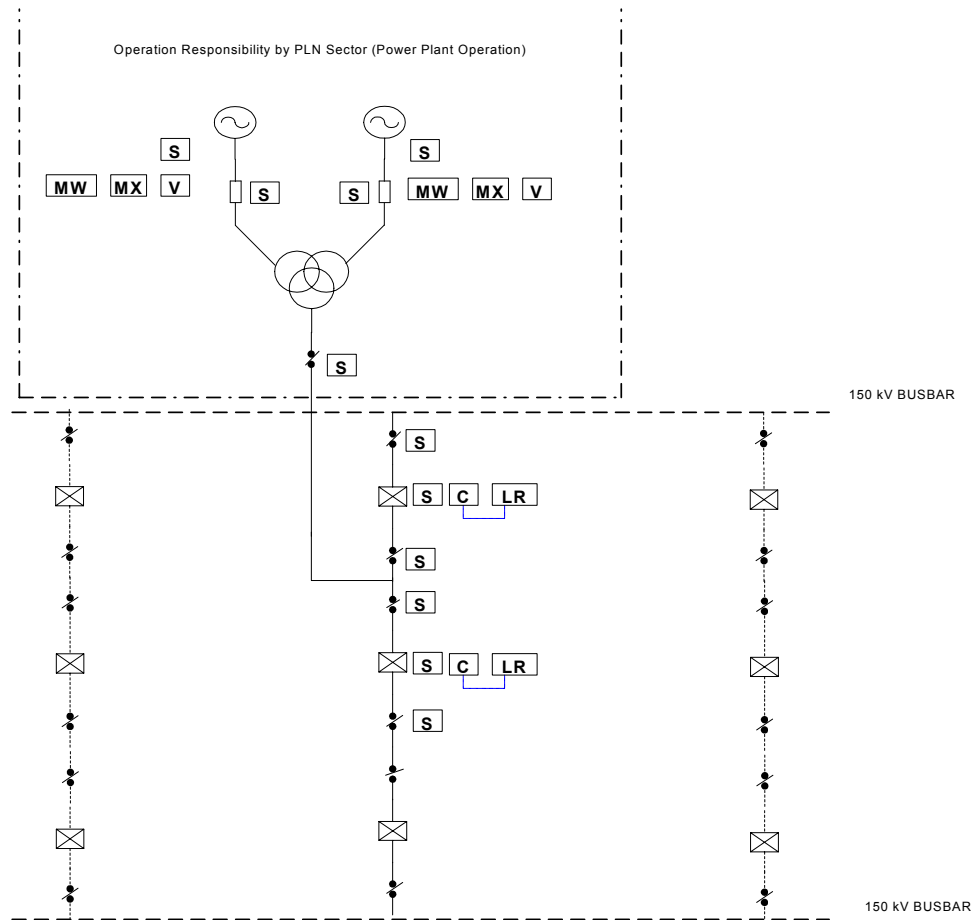 Operation Responsibility by PLN Sector (Power Plant Operation)
S S
MW MX V S S MW MX V
S
150 kV BUSBAR
S
S C LR
S
S
S C LR
S
150 kV BUSBAR